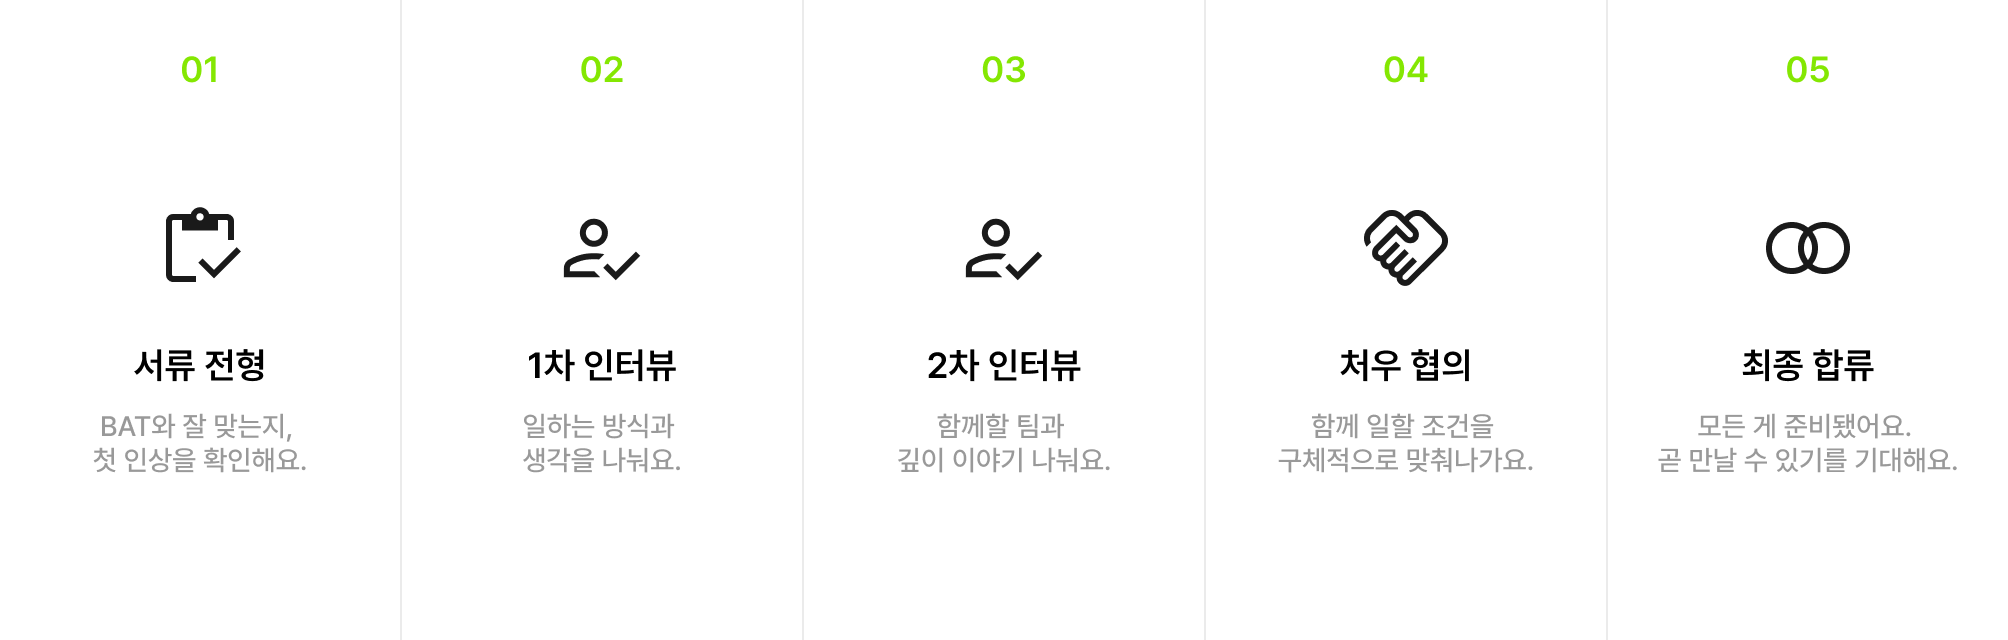 01
서류 전형
BAT와 잘 맞는지,
첫 인상을 확인해요.
02
1차 인터뷰
일하는 방식과
생각을 나눠요.
03
2차 인터뷰
함께할 팀과
깊이 이야기 나눠요.
04
처우 협의
함께 일할 조건을
구체적으로 맞춰나가요.
05
최종 합류
모든 게 준비됐어요.
곧 만날 수 있기를 기대해요.